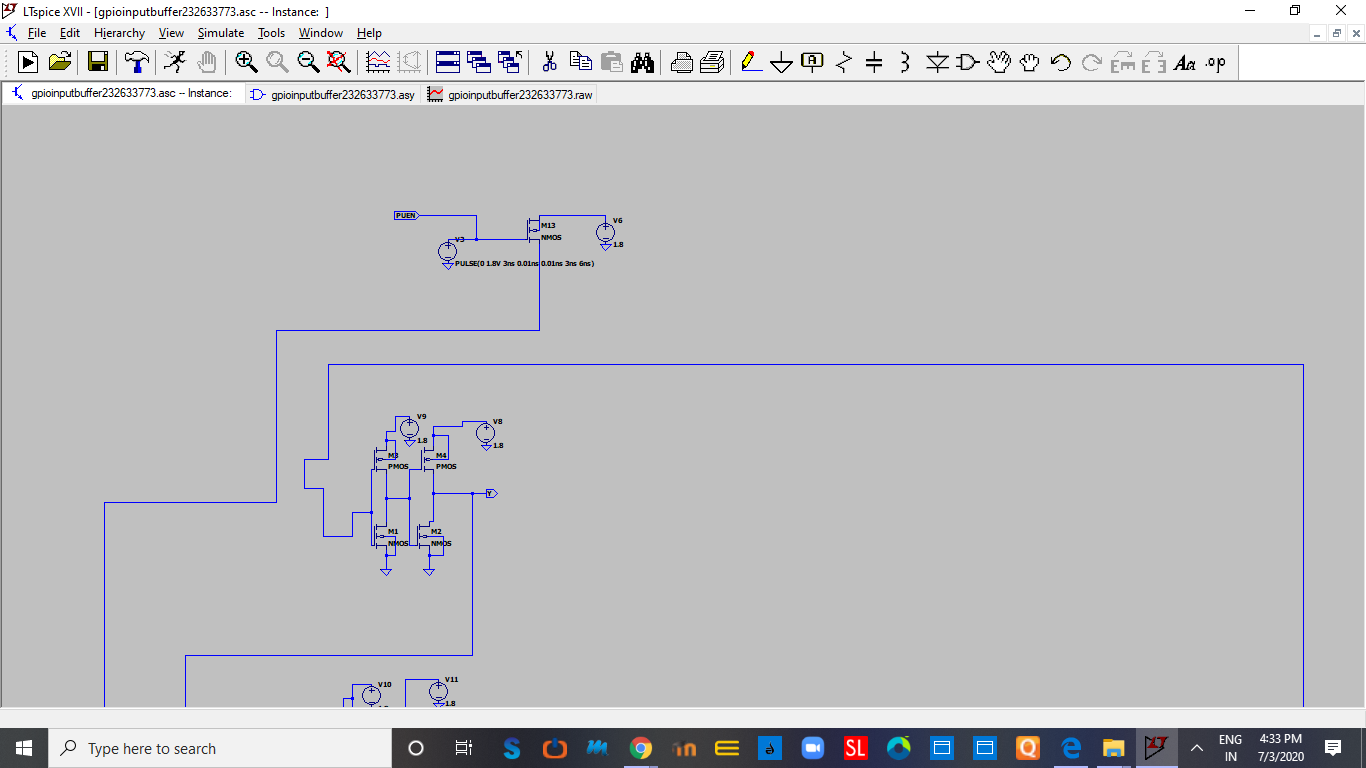 LTspice XVII - [gpioinputbuffer232633773.asc -- Instance: ]
File Edit Hierarchy View Simulate Tools Window Help
A Aa .op
gpioinputbuffer232633773.asc -- Instance: gpioinputbuffer232633773.asy gpioinputbuffer232633773.raw
PUEN
M13
NMOS
V6
1.8
V3
PULSE(0 1.8V 3ns 0.01ns 0.01ns 3ns 6ns)
V9
1.8
V8
1.8
M3
PMOS
M4
PMOS
Y
M1
NMOS
M2
NMOS
V10
V11
1.8
Type here to search
SL
Q
ENG
IN
4:33 PM
7/3/2020